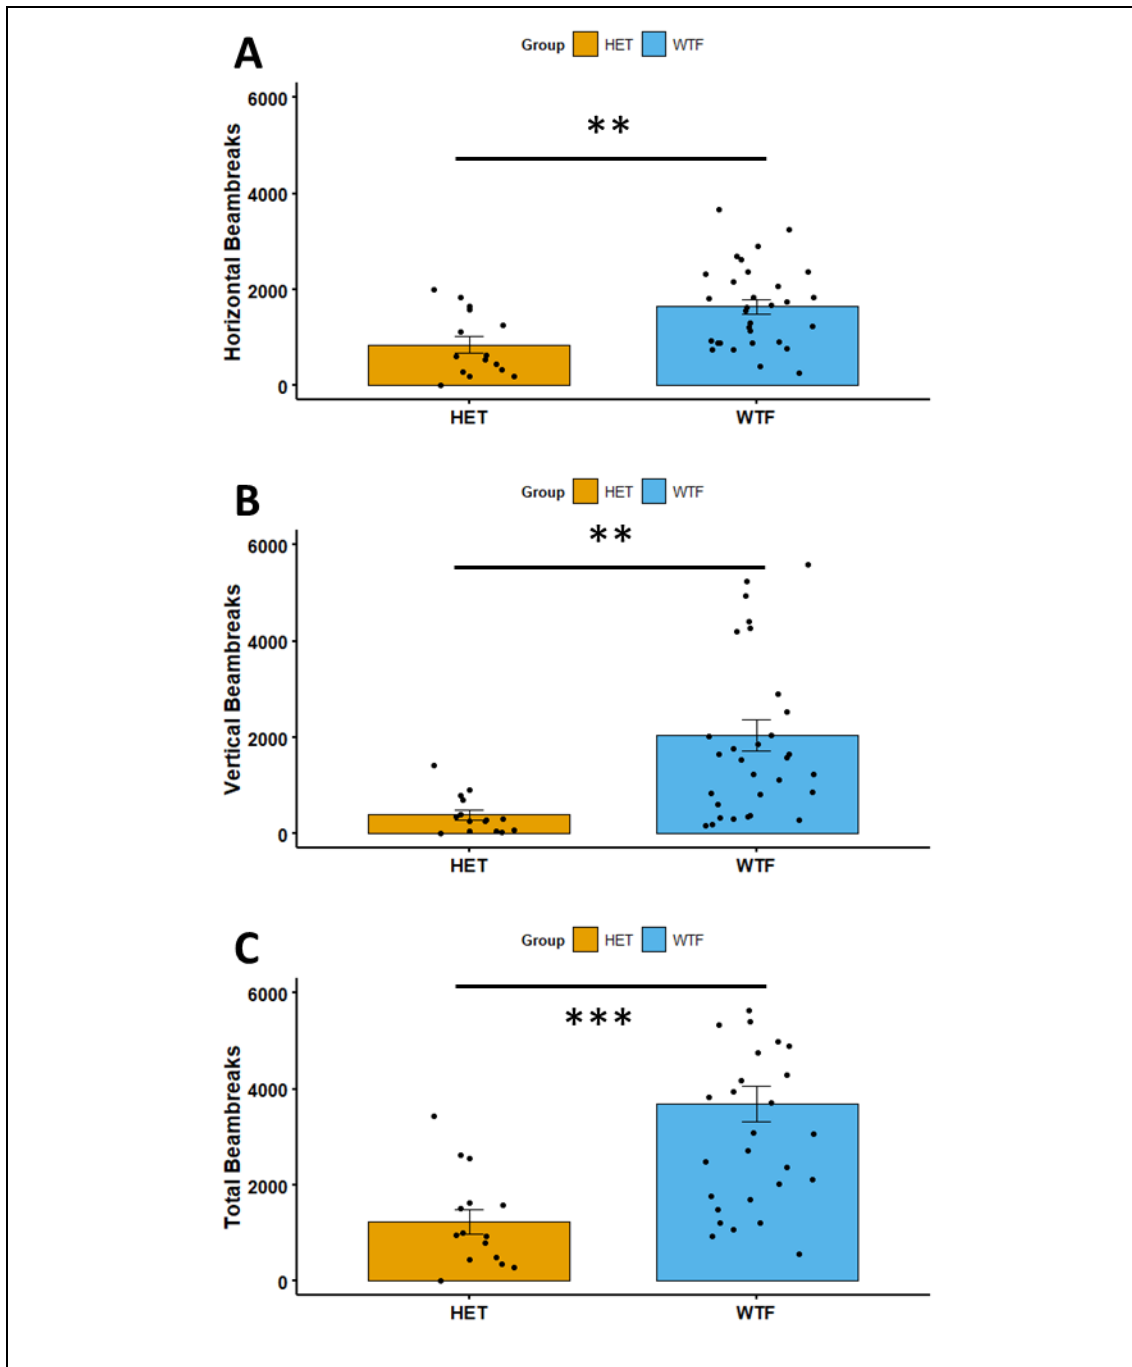 A
Group HET WTF
Horizontal Beambreaks
6000
4000
2000
0
**
HET WTF
B
Group HET WTF
Vertical Beambreaks
6000
4000
2000
0
**
HET WTF
C
Group HET WTF
Total Beambreaks
6000
4000
2000
0
***
HET WTF